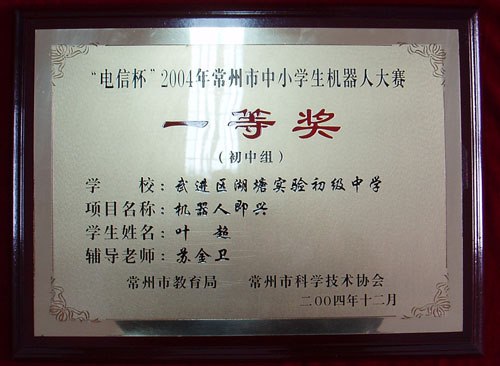 “电信杯”2004年常州市中小学生机器人大赛
一等奖
（初中组）
学 校：武进区湖塘实验初级中学
项目名称：机器人即兴
学生姓名：叶 超
辅导老师：苏金卫
常州市教育局 常州市科学技术协会
二00四年十二月